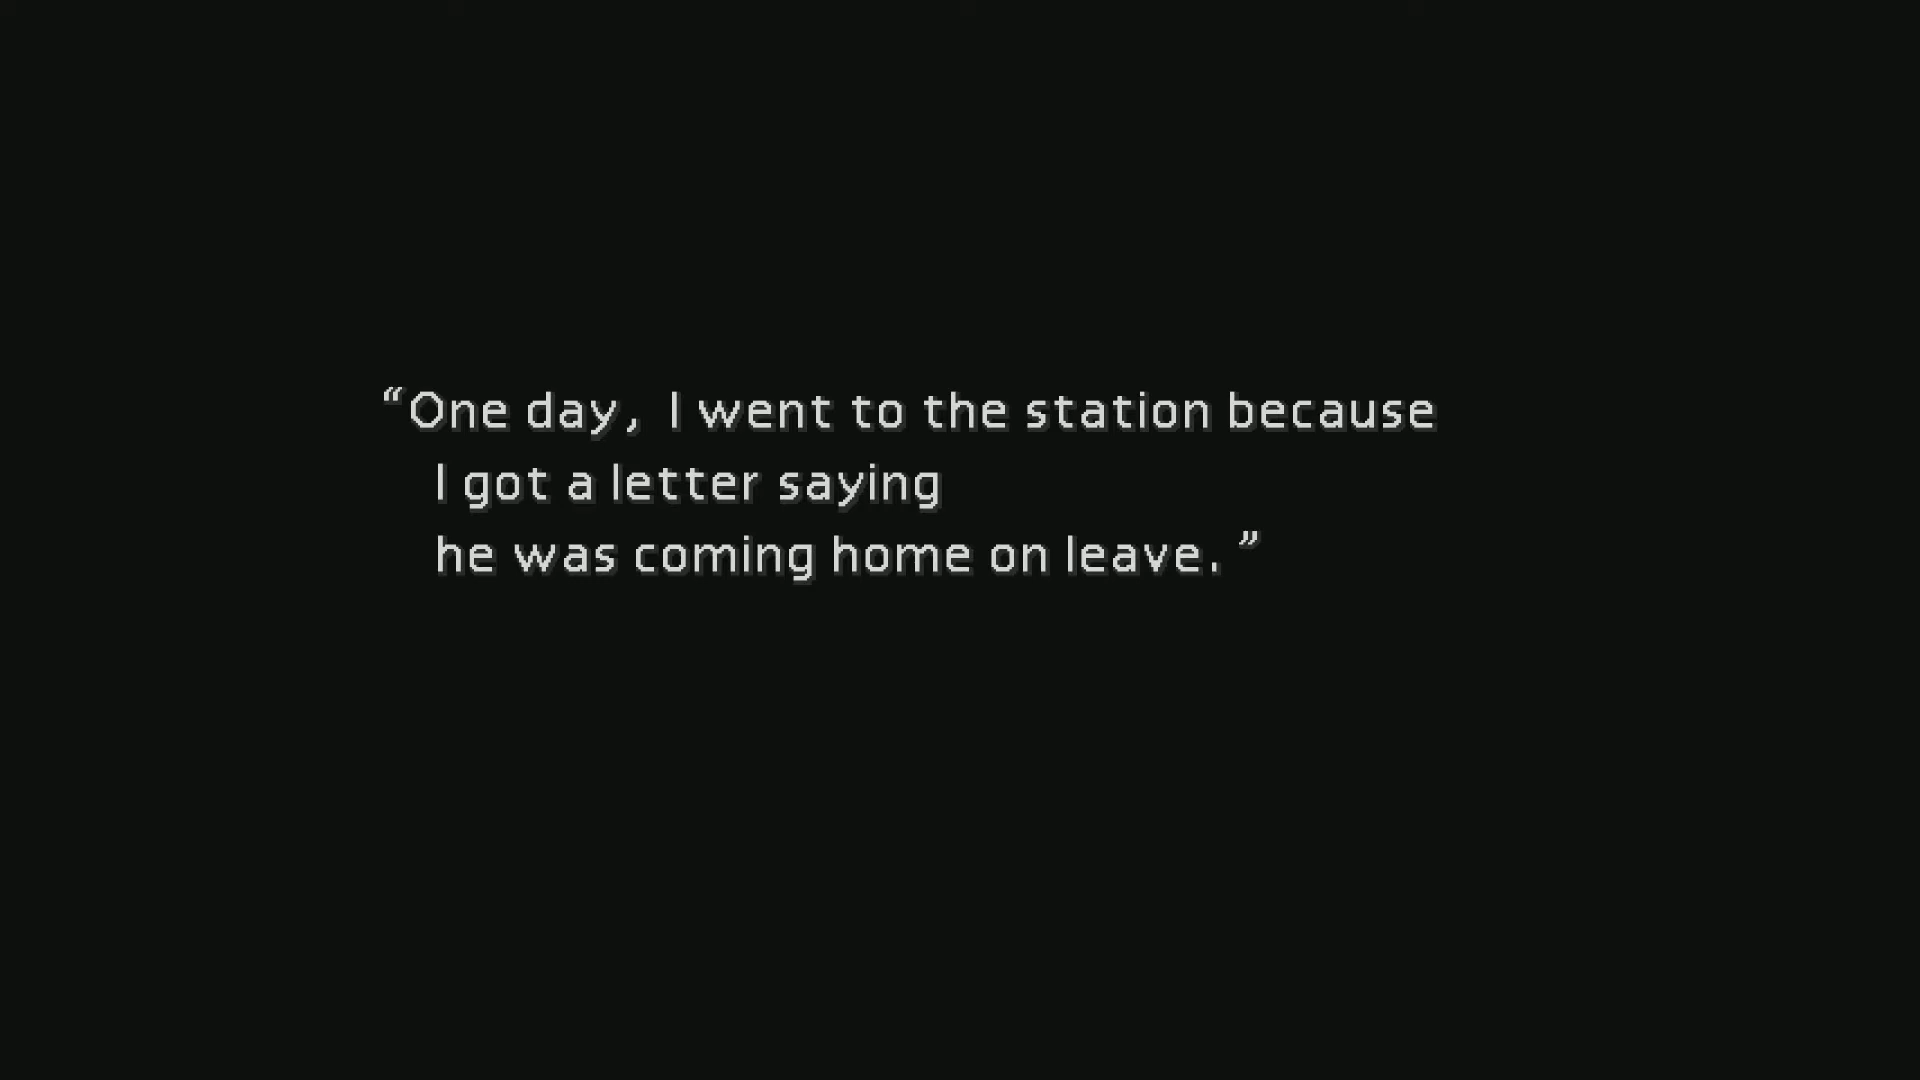 “One day, I went to the station because
I got a letter saying
he was coming home on leave.”